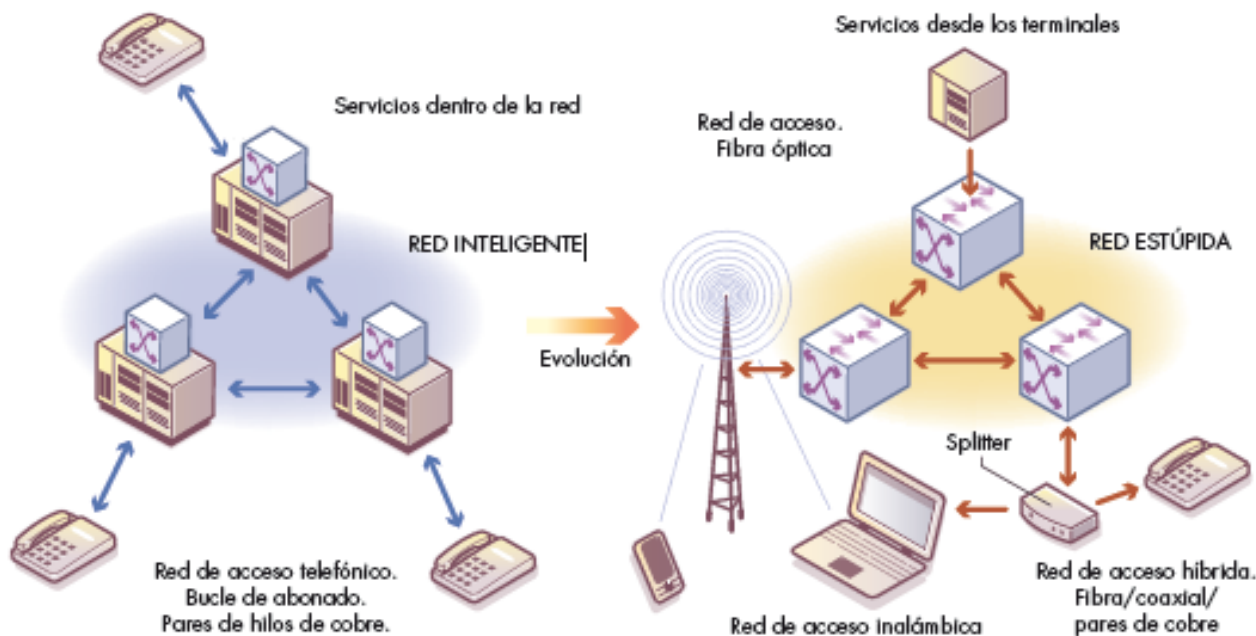 Servicios desde los terminales
Servicios dentro de la red
Red de acceso.
Fibra óptica
RED INTELIGENTE
RED ESTÚPIDA
Evolución
Splitter
Red de acceso telefónico.
Bucle de abonado.
Pares de hilos de cobre.
Red de acceso inalámbica
Red de acceso híbrida.
Fibra/coaxial/
pares de cobre